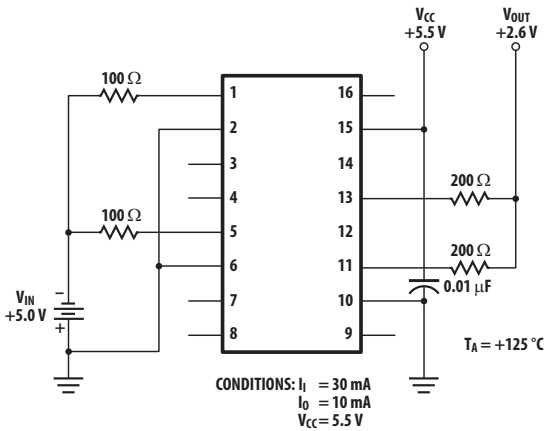 VCC
+5.5 V
VOUT
+2.6 V
100 Ω
1
16
2
15
3
14
4
13
200 Ω
100 Ω
5
12
200 Ω
6
11
0.01 µF
VIN
+5.0 V
−
+
7
10
8
9
TA = +125 °C
CONDITIONS: II = 30 mA
IO = 10 mA
VCC = 5.5 V